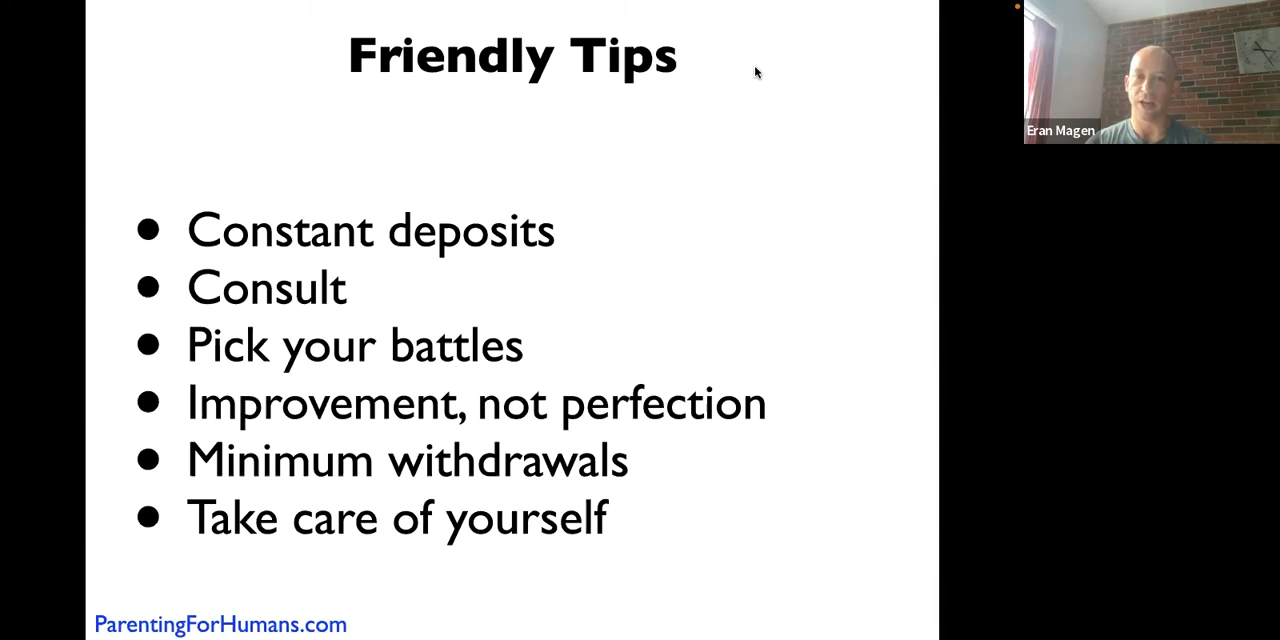 Friendly Tips
Eran Magen
• Constant deposits
• Consult
• Pick your battles
• Improvement, not perfection
• Minimum withdrawals
• Take care of yourself
ParentingForHumans.com